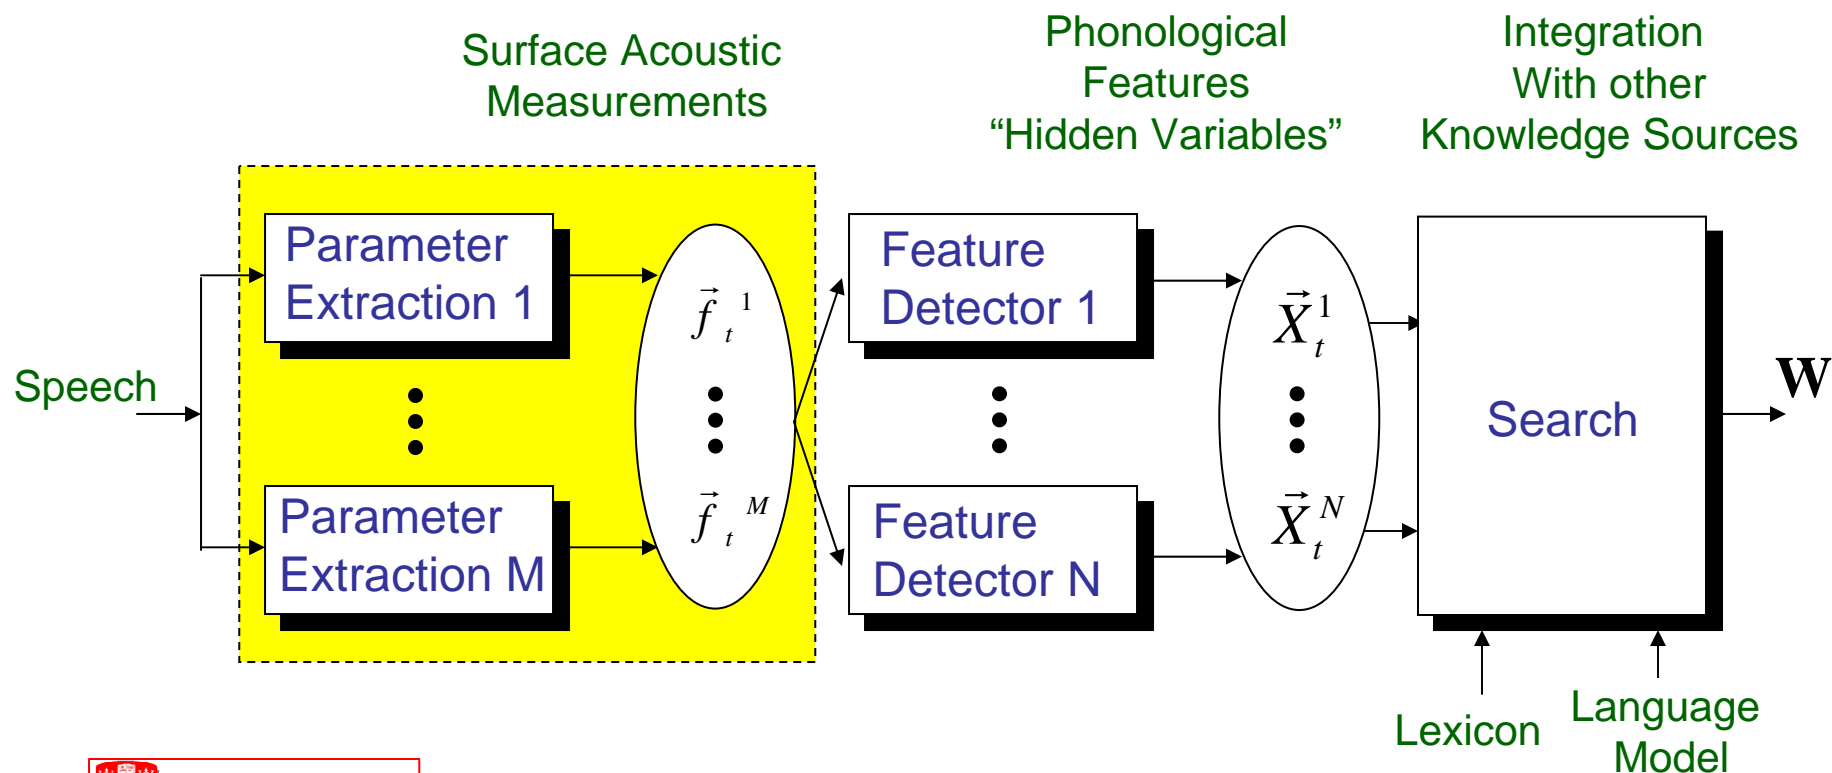 Surface Acoustic
Measurements
Phonological
Features
“Hidden Variables”
Integration
With other
Knowledge Sources
Speech
Parameter
Extraction 1
Parameter
Extraction M
f t 1
f t M
Feature
Detector 1
Feature
Detector N
X t 1
X t N
Search
W
Lexicon
Language
Model